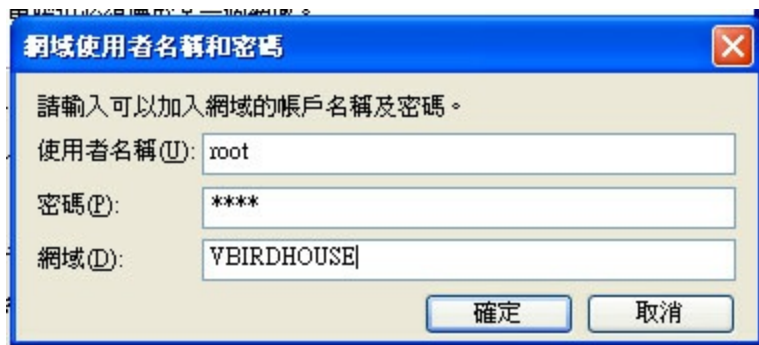 網域使用者名稱和密碼
請輸入可以加入網域的帳戶名稱及密碼。
使用者名稱(U): root
密碼(P): ****
網域(D): VBIRDHOUSE
確定 取消